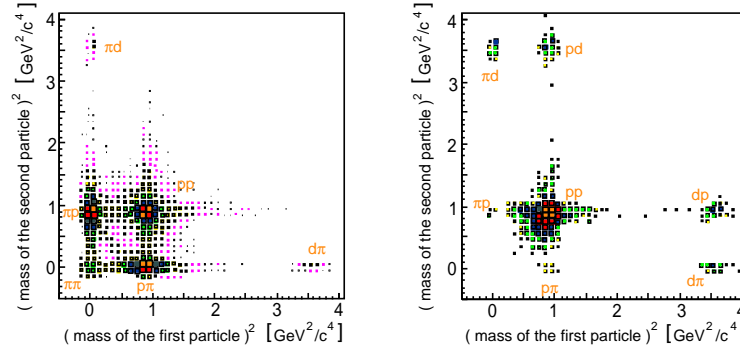 ( mass of the second particle )² [GeV²/c⁴]
4
3
2
1
0
πd
pp
πp
dπ
ππ
pπ
0 1 2 3 4
( mass of the first particle )² [GeV²/c⁴]
( mass of the second particle )² [GeV²/c⁴]
4
3
2
1
0
pd
πd
πp
pp
dp
dπ
pπ
0 1 2 3 4
( mass of the first particle )² [GeV²/c⁴]